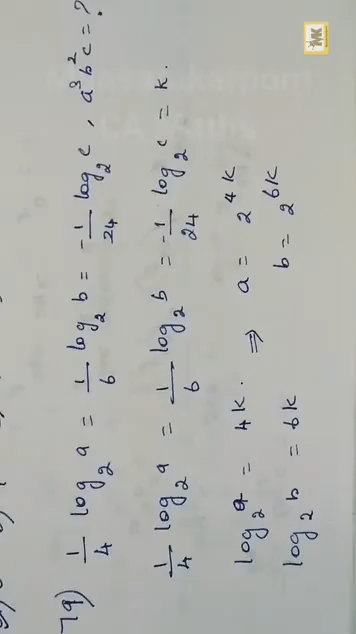 79) 1/4 log₂ a = 1/6 log₂ b = -1/24 log₂ c , a³b²c = ?
1/4 log₂ a = 1/6 log₂ b = -1/24 log₂ c = k.
log₂ a = 4k. ⇒ a = 2^4k
log₂ b = 6k b = 2^6k
MK